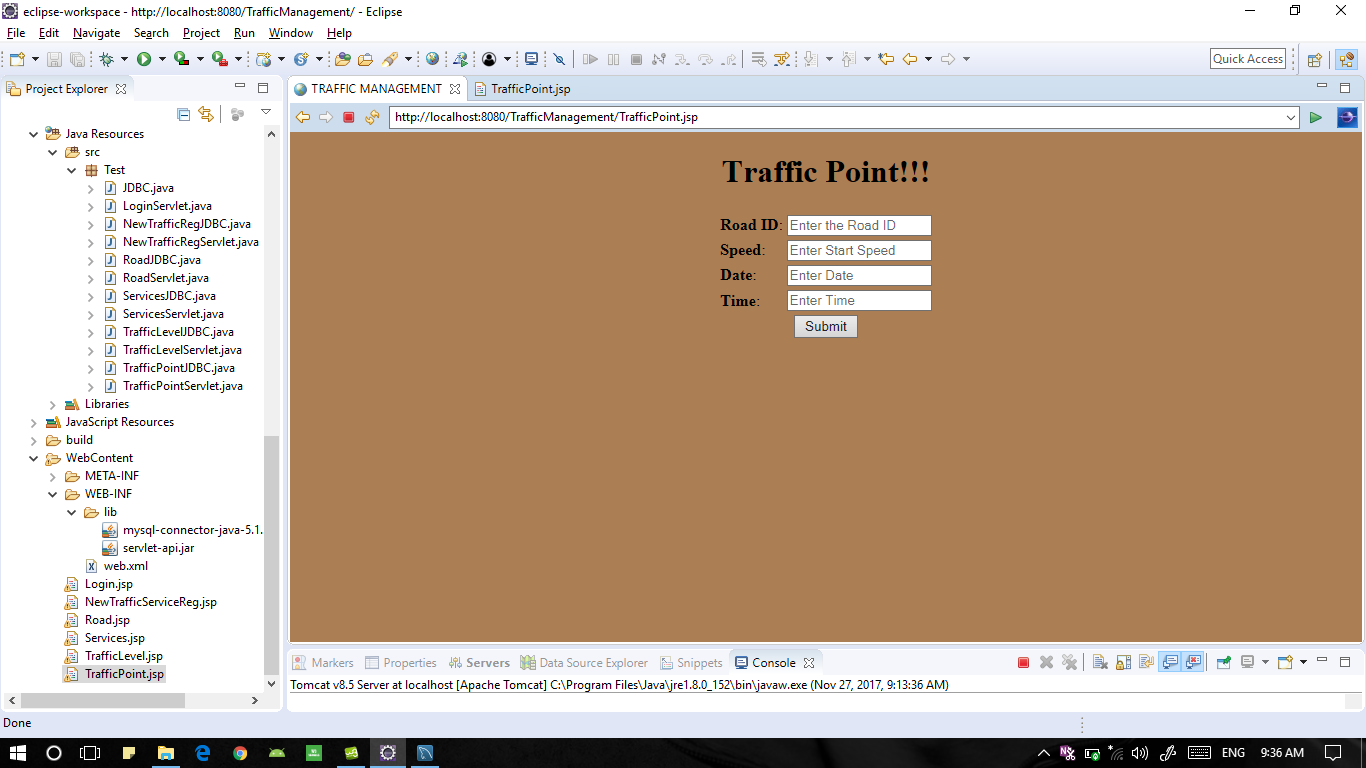 eclipse-workspace - http://localhost:8080/TrafficManagement/ - Eclipse
File Edit Navigate Search Project Run Window Help
Quick Access
Project Explorer
TRAFFIC MANAGEMENT TrafficPoint.jsp
http://localhost:8080/TrafficManagement/TrafficPoint.jsp
Java Resources
src
Test
JDBC.java
LoginServlet.java
NewTrafficRegJDBC.java
NewTrafficRegServlet.java
RoadJDBC.java
RoadServlet.java
ServicesJDBC.java
ServicesServlet.java
TrafficLevelJDBC.java
TrafficLevelServlet.java
TrafficPointJDBC.java
TrafficPointServlet.java
Libraries
JavaScript Resources
build
WebContent
META-INF
WEB-INF
lib
mysql-connector-java-5.1.
servlet-api.jar
web.xml
Login.jsp
NewTrafficServiceReg.jsp
Road.jsp
Services.jsp
TrafficLevel.jsp
TrafficPoint.jsp
Traffic Point!!!
Road ID: Enter the Road ID
Speed: Enter Start Speed
Date: Enter Date
Time: Enter Time
Submit
Markers Properties Servers Data Source Explorer Snippets Console
Tomcat v8.5 Server at localhost [Apache Tomcat] C:\Program Files\Java\jre1.8.0_152\bin\javaw.exe (Nov 27, 2017, 9:13:36 AM)
Done
ENG 9:36 AM